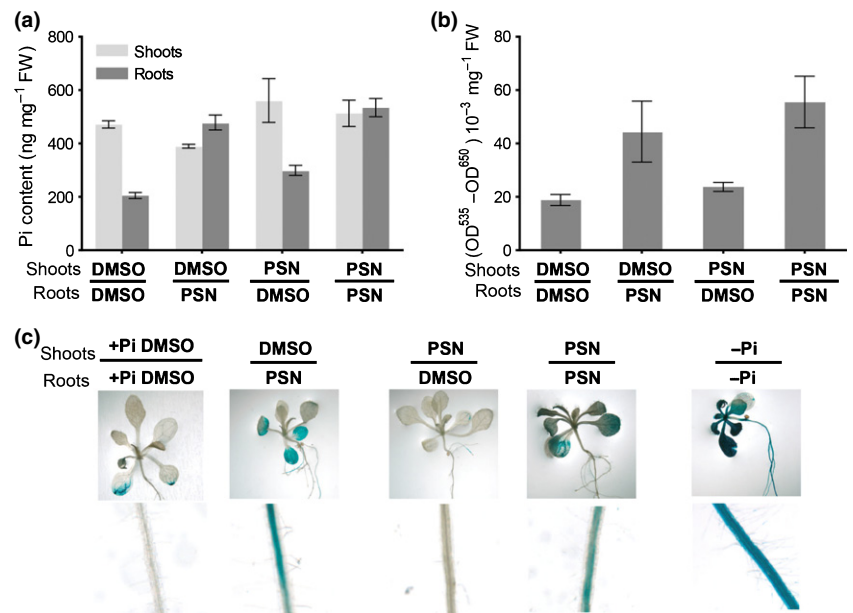 (a)
800
600
400
200
0
Pi content (ng mg⁻¹ FW)
Shoots
Roots
Shoots DMSO DMSO PSN PSN
Roots DMSO PSN DMSO PSN
(b)
80
60
40
20
0
(OD⁵³⁵ –OD⁶⁵⁰) 10⁻³ mg⁻¹ FW
Shoots DMSO DMSO PSN PSN
Roots DMSO PSN DMSO PSN
(c)
Shoots +Pi DMSO DMSO PSN PSN –Pi
Roots +Pi DMSO PSN DMSO PSN –Pi